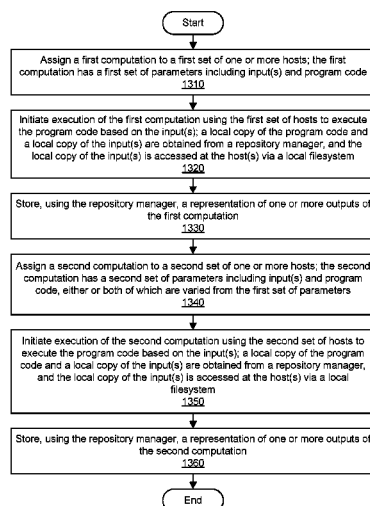 Start
Assign a first computation to a first set of one or more hosts; the first
computation has a first set of parameters including input(s) and program code
1310
Initiate execution of the first computation using the first set of hosts to execute
the program code based on the input(s); a local copy of the program code and
a local copy of the input(s) are obtained from a repository manager, and the
local copy of the input(s) is accessed at the host(s) via a local filesystem
1320
Store, using the repository manager, a representation of one or more outputs of
the first computation
1330
Assign a second computation to a second set of one or more hosts; the second
computation has a second set of parameters including input(s) and program
code, either or both of which are varied from the first set of parameters
1340
Initiate execution of the second computation using the second set of hosts to
execute the program code based on the input(s); a local copy of the program
code and a local copy of the input(s) are obtained from a repository manager,
and the local copy of the input(s) is accessed at the host(s) via a local
filesystem
1350
Store, using the repository manager, a representation of one or more outputs of
the second computation
1360
End